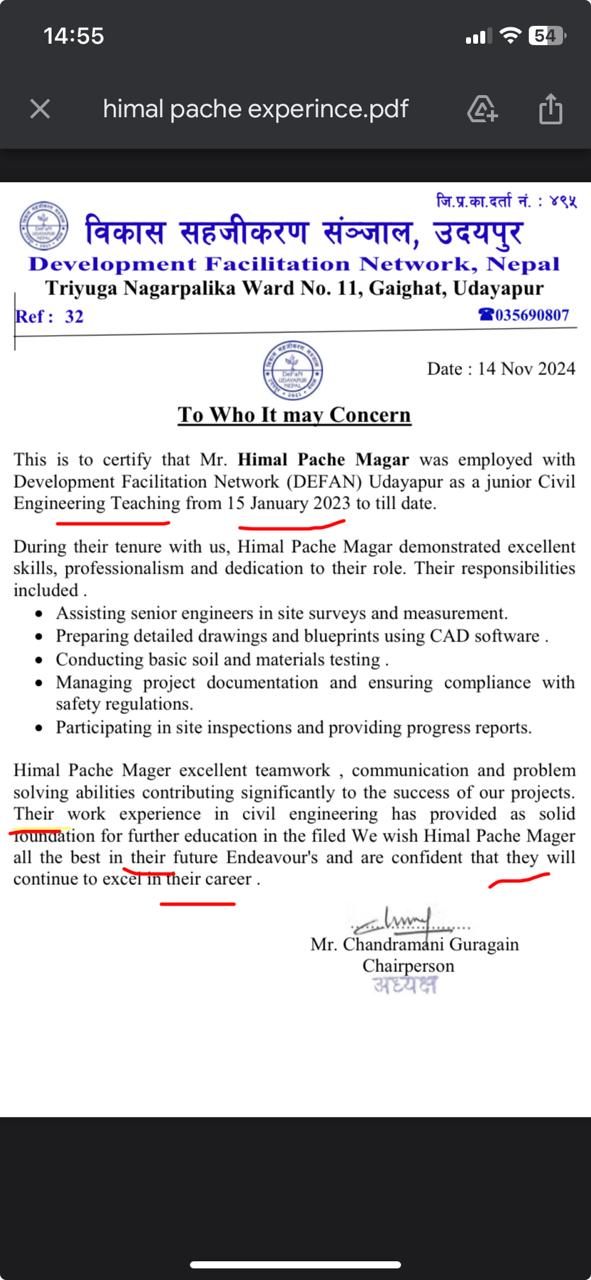 14:55
54
himal pache experince.pdf
जि.प्र.का.दर्ता नं. : ४९५
विकास सहजीकरण संञ्जाल, उदयपुर
Development Facilitation Network, Nepal
Triyuga Nagarpalika Ward No. 11, Gaighat, Udayapur
Ref : 32
☎035690807
DeFaN
UDAYAPUR
NEPAL
Date : 14 Nov 2024
To Who It may Concern
This is to certify that Mr. Himal Pache Magar was employed with
Development Facilitation Network (DEFAN) Udayapur as a junior Civil
Engineering Teaching from 15 January 2023 to till date.
During their tenure with us, Himal Pache Magar demonstrated excellent
skills, professionalism and dedication to their role. Their responsibilities
included .
• Assisting senior engineers in site surveys and measurement.
• Preparing detailed drawings and blueprints using CAD software .
• Conducting basic soil and materials testing .
• Managing project documentation and ensuring compliance with
safety regulations.
• Participating in site inspections and providing progress reports.
Himal Pache Mager excellent teamwork , communication and problem
solving abilities contributing significantly to the success of our projects.
Their work experience in civil engineering has provided as solid
foundation for further education in the filed We wish Himal Pache Mager
all the best in their future Endeavour's and are confident that they will
continue to excel in their career .
Mr. Chandramani Guragain
Chairperson
अध्यक्ष